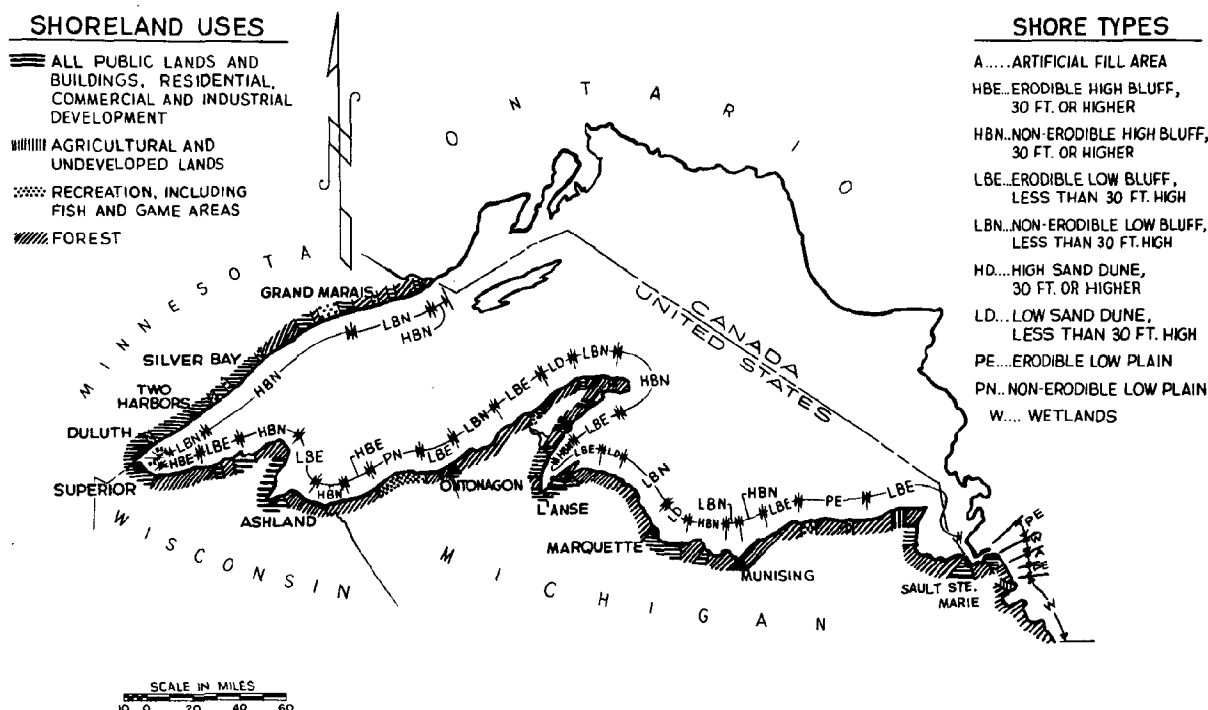 SHORELAND USES
ALL PUBLIC LANDS AND
BUILDINGS, RESIDENTIAL,
COMMERCIAL AND INDUSTRIAL
DEVELOPMENT
AGRICULTURAL AND
UNDEVELOPED LANDS
RECREATION, INCLUDING
FISH AND GAME AREAS
FOREST
SHORE TYPES
A.....ARTIFICIAL FILL AREA
HBE...ERODIBLE HIGH BLUFF,
30 FT. OR HIGHER
HBN..NON-ERODIBLE HIGH BLUFF,
30 FT. OR HIGHER
LBE...ERODIBLE LOW BLUFF,
LESS THAN 30 FT. HIGH
LBN...NON-ERODIBLE LOW BLUFF,
LESS THAN 30 FT. HIGH
HD....HIGH SAND DUNE,
30 FT. OR HIGHER
LD....LOW SAND DUNE,
LESS THAN 30 FT. HIGH
PE....ERODIBLE LOW PLAIN
PN..NON-ERODIBLE LOW PLAIN
W.... WETLANDS
ONTARIO
MINNESOTA
WISCONSIN
MICHIGAN
CANADA
UNITED STATES
GRAND MARAIS
SILVER BAY
TWO
HARBORS
DULUTH
SUPERIOR
ASHLAND
ONTONAGON
L'ANSE
MARQUETTE
MUNISING
SAULT STE.
MARIE
LBN
HBN
HBN
LBN
HBE
LBE
HBN
LBE
HBN
HBE
PN
LBE
LBN
LBE
LD
LBN
HBN
LBE
HBN
LBE
LD
LBN
LD
HBN
LBN
HBN
LBE
PE
LBE
PE
A
PE
W
SCALE IN MILES
10 0 20 40 60